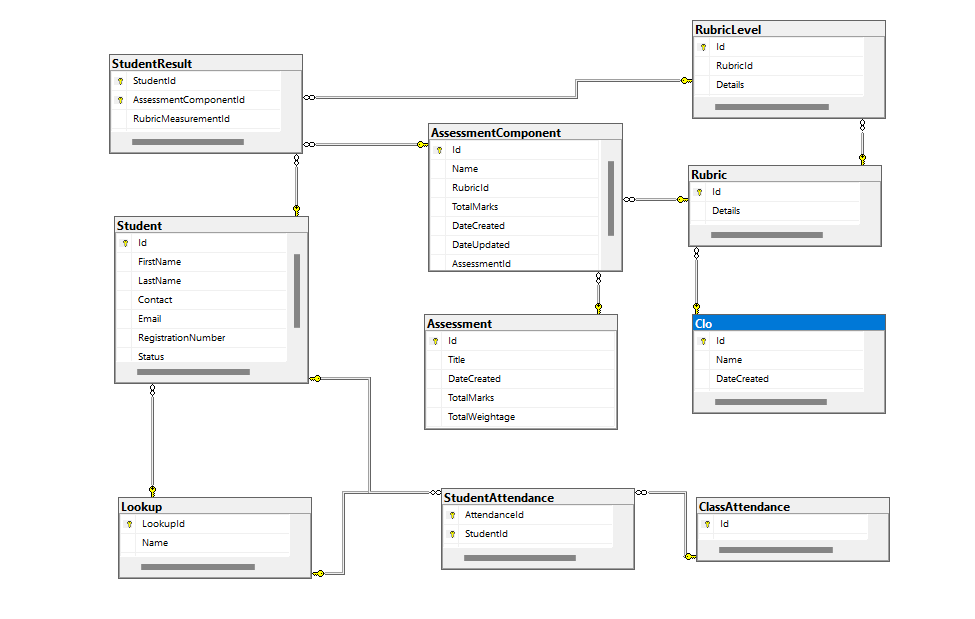 StudentResult
StudentId
AssessmentComponentId
RubricMeasurementId
RubricLevel
Id
RubricId
Details
AssessmentComponent
Id
Name
RubricId
TotalMarks
DateCreated
DateUpdated
AssessmentId
Rubric
Id
Details
Student
Id
FirstName
LastName
Contact
Email
RegistrationNumber
Status
Assessment
Id
Title
DateCreated
TotalMarks
TotalWeightage
Clo
Id
Name
DateCreated
Lookup
LookupId
Name
StudentAttendance
AttendanceId
StudentId
ClassAttendance
Id